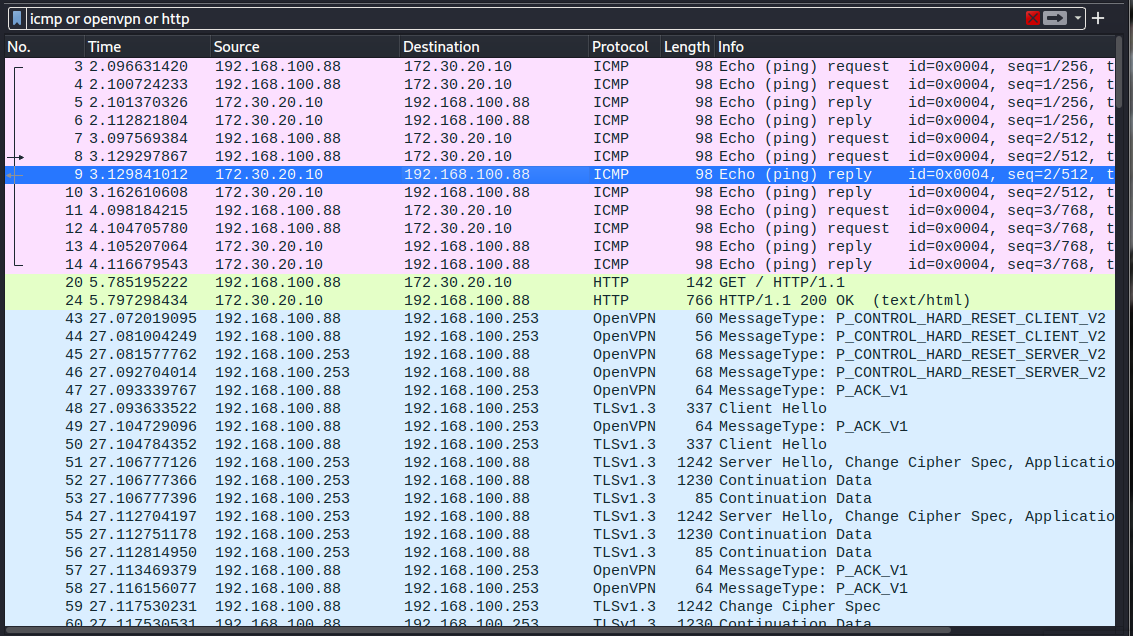 icmp or openvpn or http
No. Time Source Destination Protocol Length Info
3 2.096631420 192.168.100.88 172.30.20.10 ICMP 98 Echo (ping) request id=0x0004, seq=1/256, t
4 2.100724233 192.168.100.88 172.30.20.10 ICMP 98 Echo (ping) request id=0x0004, seq=1/256, t
5 2.101370326 172.30.20.10 192.168.100.88 ICMP 98 Echo (ping) reply id=0x0004, seq=1/256, t
6 2.112821804 172.30.20.10 192.168.100.88 ICMP 98 Echo (ping) reply id=0x0004, seq=1/256, t
7 3.097569384 192.168.100.88 172.30.20.10 ICMP 98 Echo (ping) request id=0x0004, seq=2/512, t
8 3.129297867 192.168.100.88 172.30.20.10 ICMP 98 Echo (ping) request id=0x0004, seq=2/512, t
9 3.129841012 172.30.20.10 192.168.100.88 ICMP 98 Echo (ping) reply id=0x0004, seq=2/512, t
10 3.162610608 172.30.20.10 192.168.100.88 ICMP 98 Echo (ping) reply id=0x0004, seq=2/512, t
11 4.098184215 192.168.100.88 172.30.20.10 ICMP 98 Echo (ping) request id=0x0004, seq=3/768, t
12 4.104705780 192.168.100.88 172.30.20.10 ICMP 98 Echo (ping) request id=0x0004, seq=3/768, t
13 4.105207064 172.30.20.10 192.168.100.88 ICMP 98 Echo (ping) reply id=0x0004, seq=3/768, t
14 4.116679543 172.30.20.10 192.168.100.88 ICMP 98 Echo (ping) reply id=0x0004, seq=3/768, t
20 5.785195222 192.168.100.88 172.30.20.10 HTTP 142 GET / HTTP/1.1
24 5.797298434 172.30.20.10 192.168.100.88 HTTP 766 HTTP/1.1 200 OK (text/html)
43 27.072019095 192.168.100.88 192.168.100.253 OpenVPN 60 MessageType: P_CONTROL_HARD_RESET_CLIENT_V2
44 27.081004249 192.168.100.88 192.168.100.253 OpenVPN 56 MessageType: P_CONTROL_HARD_RESET_CLIENT_V2
45 27.081577762 192.168.100.253 192.168.100.88 OpenVPN 68 MessageType: P_CONTROL_HARD_RESET_SERVER_V2
46 27.092704014 192.168.100.253 192.168.100.88 OpenVPN 68 MessageType: P_CONTROL_HARD_RESET_SERVER_V2
47 27.093339767 192.168.100.88 192.168.100.253 OpenVPN 64 MessageType: P_ACK_V1
48 27.093633522 192.168.100.88 192.168.100.253 TLSv1.3 337 Client Hello
49 27.104729096 192.168.100.88 192.168.100.253 OpenVPN 64 MessageType: P_ACK_V1
50 27.104784352 192.168.100.88 192.168.100.253 TLSv1.3 337 Client Hello
51 27.106777126 192.168.100.253 192.168.100.88 TLSv1.3 1242 Server Hello, Change Cipher Spec, Applicatio
52 27.106777366 192.168.100.253 192.168.100.88 TLSv1.3 1230 Continuation Data
53 27.106777396 192.168.100.253 192.168.100.88 TLSv1.3 85 Continuation Data
54 27.112704197 192.168.100.253 192.168.100.88 TLSv1.3 1242 Server Hello, Change Cipher Spec, Applicatio
55 27.112751178 192.168.100.253 192.168.100.88 TLSv1.3 1230 Continuation Data
56 27.112814950 192.168.100.253 192.168.100.88 TLSv1.3 85 Continuation Data
57 27.113469379 192.168.100.88 192.168.100.253 OpenVPN 64 MessageType: P_ACK_V1
58 27.116156077 192.168.100.88 192.168.100.253 OpenVPN 64 MessageType: P_ACK_V1
59 27.117530231 192.168.100.88 192.168.100.253 TLSv1.3 1242 Change Cipher Spec
60 27.117530531 192.168.100.88 192.168.100.253 TLSv1.3 1230 Continuation Data